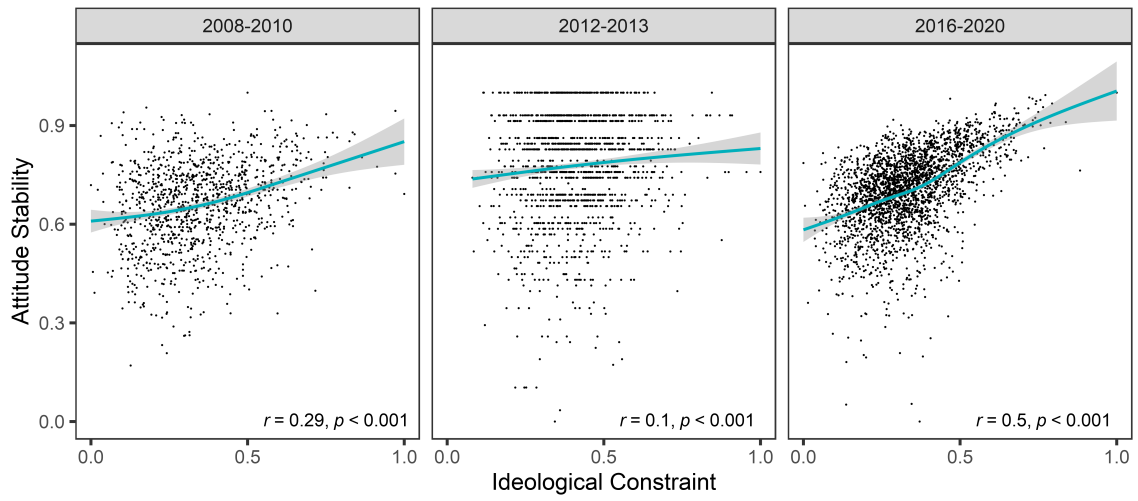 2008-2010 2012-2013 2016-2020
Attitude Stability
0.9
0.6
0.3
0.0
r = 0.29, p < 0.001 r = 0.1, p < 0.001 r = 0.5, p < 0.001
0.0 0.5 1.0 0.0 0.5 1.0 0.0 0.5 1.0
Ideological Constraint